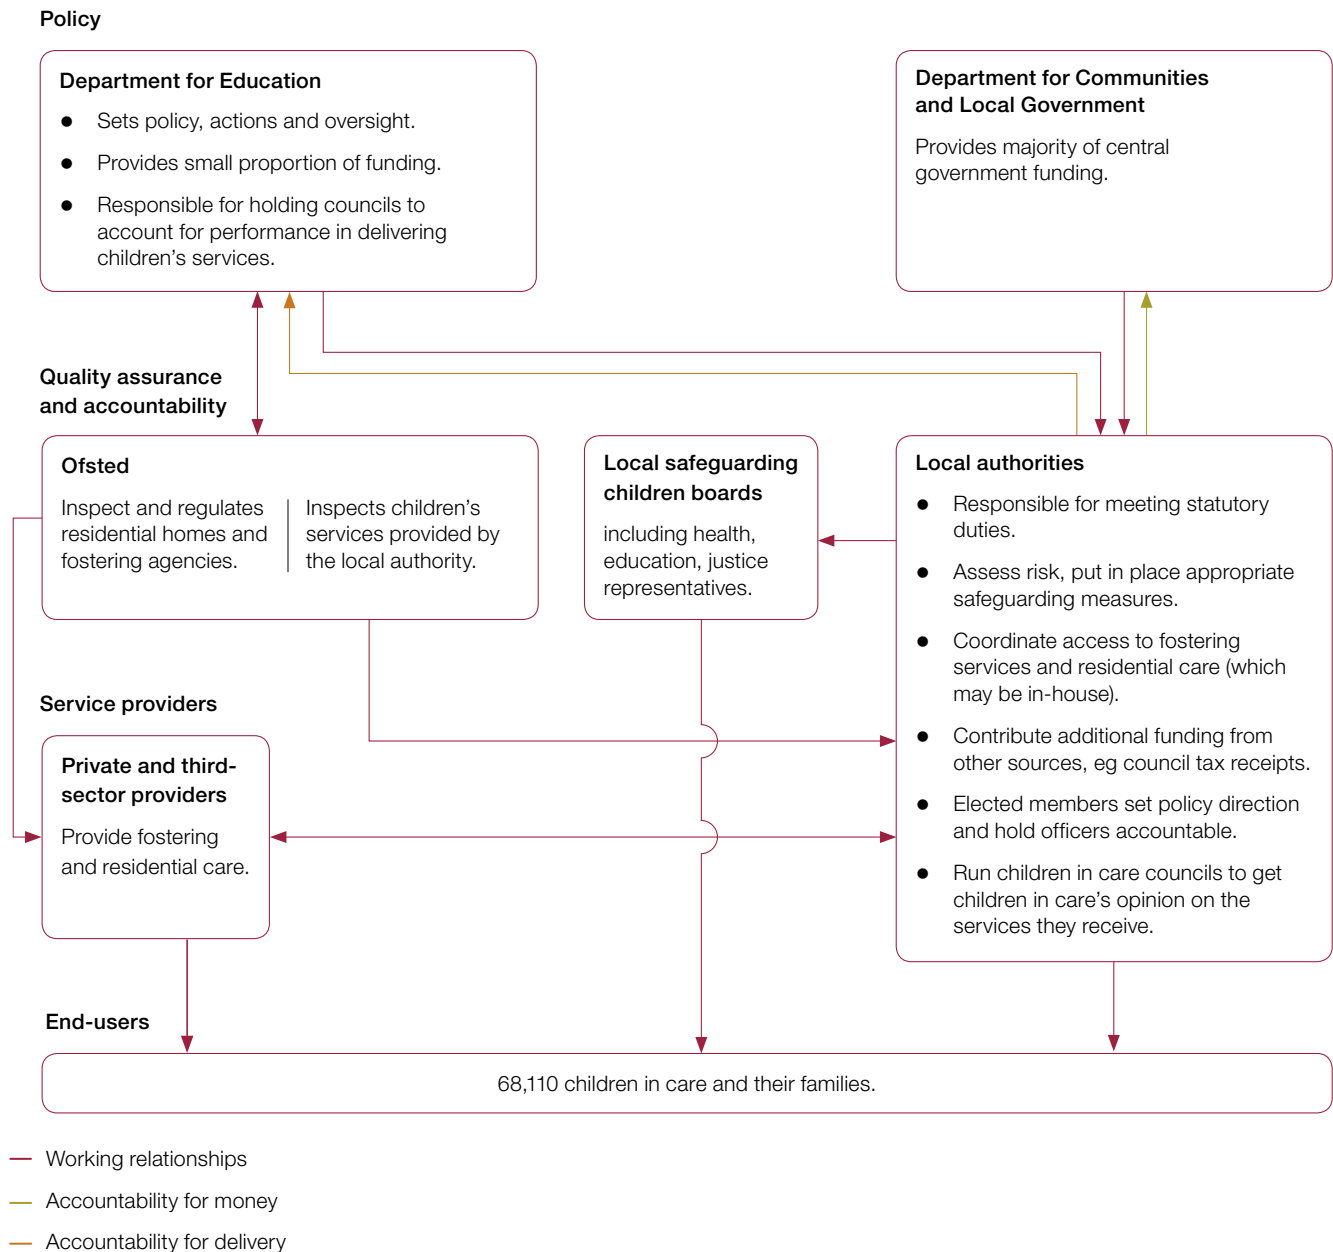 Policy
Department for Education
● Sets policy, actions and oversight.
● Provides small proportion of funding.
● Responsible for holding councils to
account for performance in delivering
children’s services.
Department for Communities
and Local Government
Provides majority of central
government funding.
Quality assurance
and accountability
Ofsted
Inspect and regulates
residential homes and
fostering agencies.
Inspects children’s
services provided by
the local authority.
Local safeguarding
children boards
including health,
education, justice
representatives.
Local authorities
● Responsible for meeting statutory
duties.
● Assess risk, put in place appropriate
safeguarding measures.
● Coordinate access to fostering
services and residential care (which
may be in-house).
● Contribute additional funding from
other sources, eg council tax receipts.
● Elected members set policy direction
and hold officers accountable.
● Run children in care councils to get
children in care’s opinion on the
services they receive.
Service providers
Private and third-
sector providers
Provide fostering
and residential care.
End-users
68,110 children in care and their families.
Working relationships
Accountability for money
Accountability for delivery